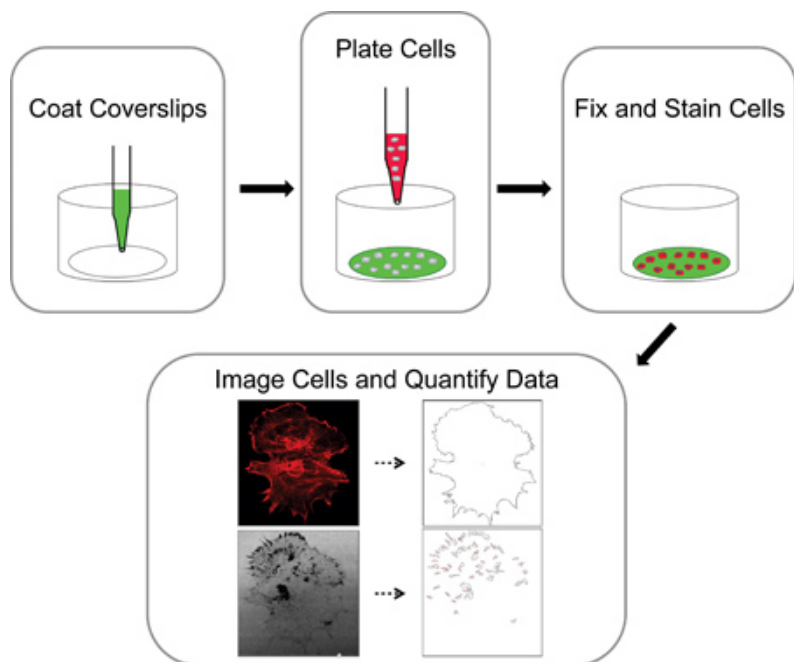 Coat Coverslips
Plate Cells
Fix and Stain Cells
Image Cells and Quantify Data